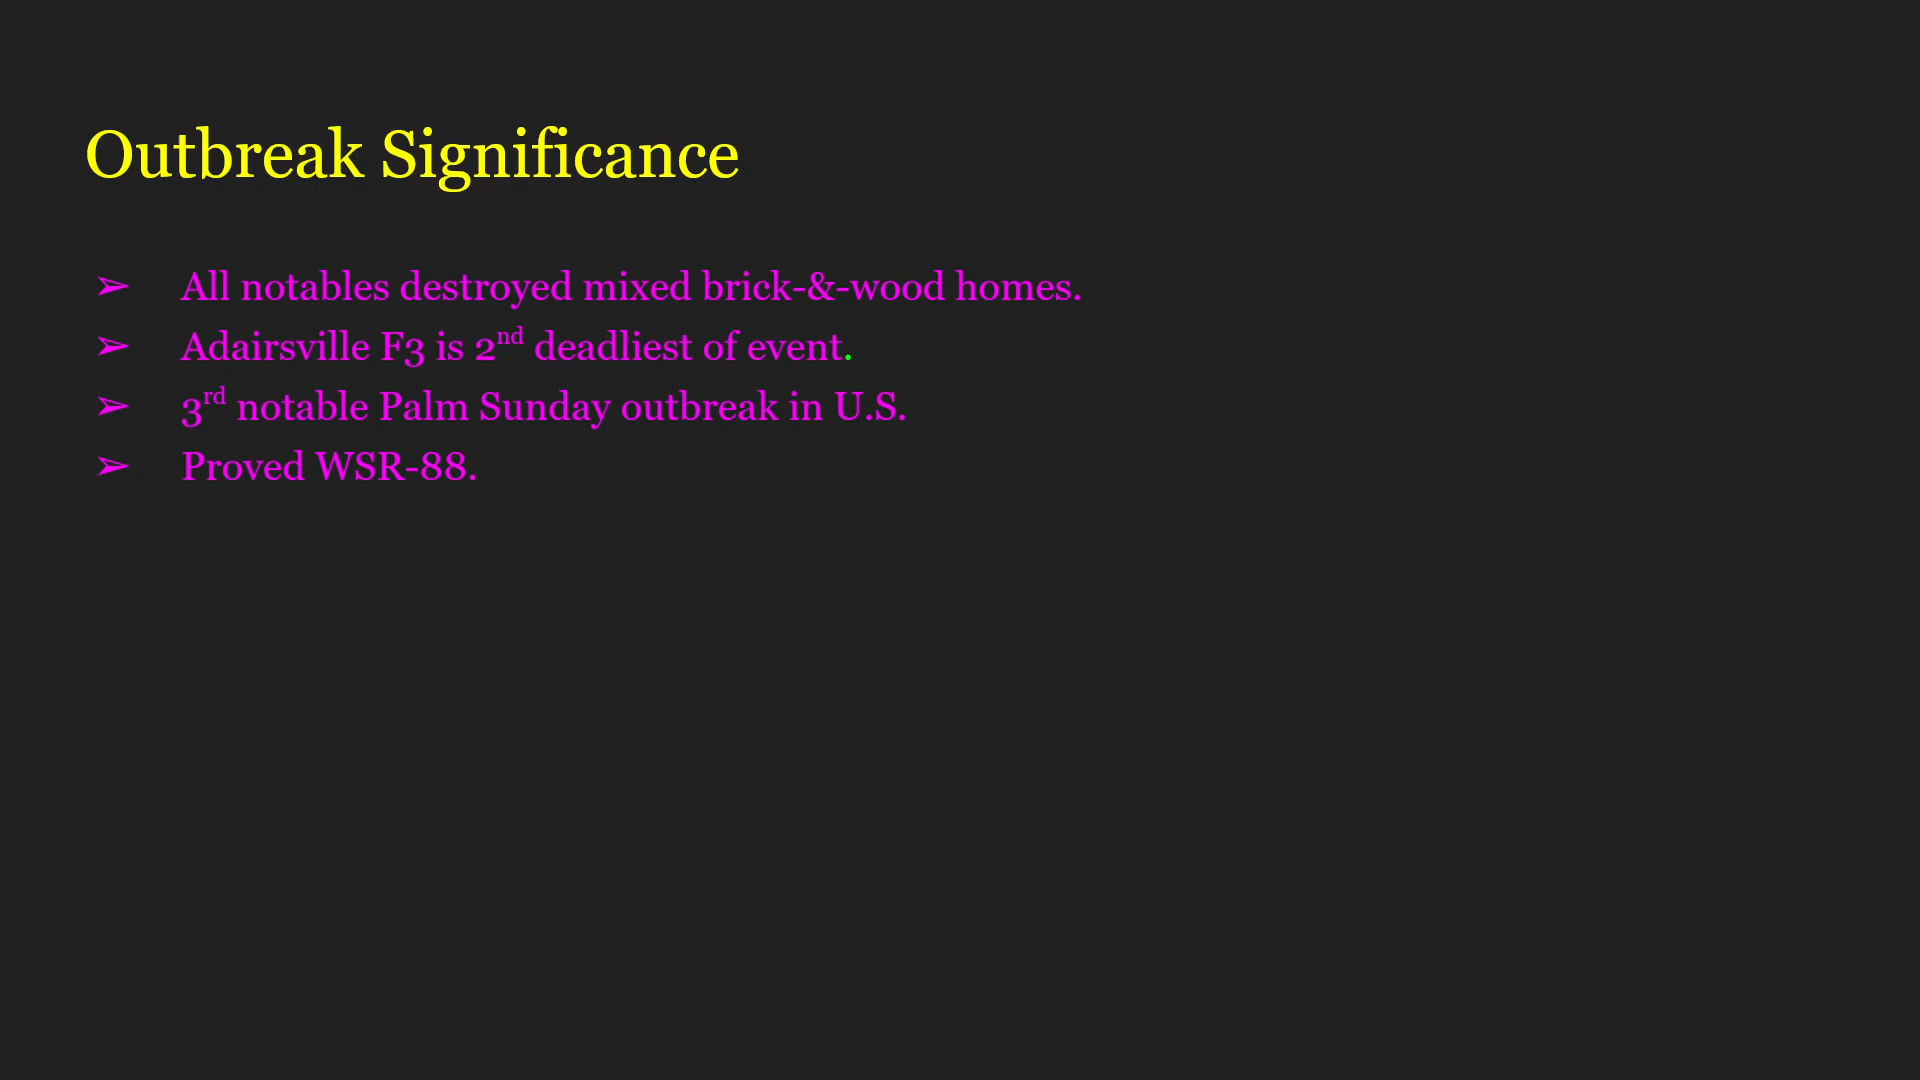 Outbreak Significance
➢ All notables destroyed mixed brick-&-wood homes.
➢ Adairsville F3 is 2nd deadliest of event.
➢ 3rd notable Palm Sunday outbreak in U.S.
➢ Proved WSR-88.